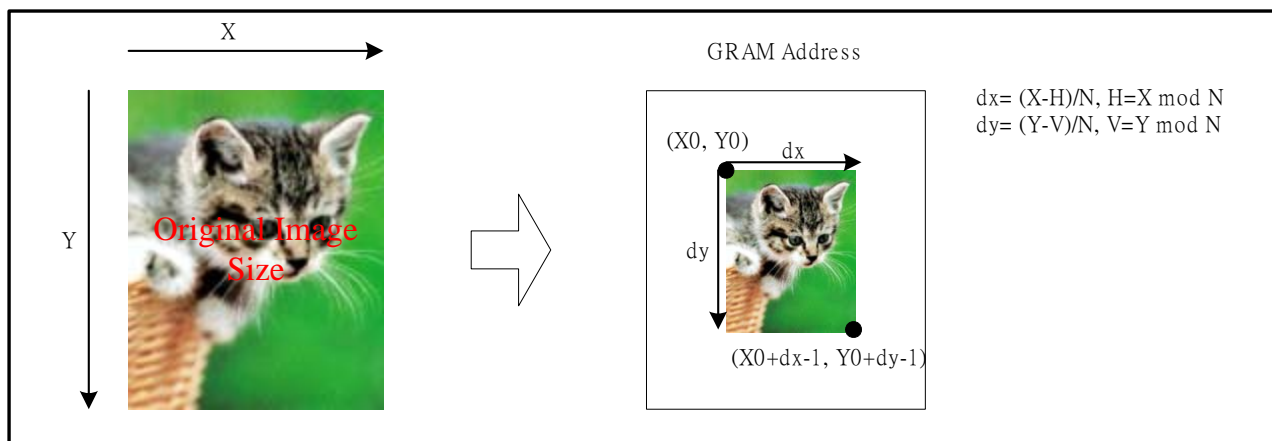 X
Y
Original Image
Size
GRAM Address
(X0, Y0)
dx
dy
(X0+dx-1, Y0+dy-1)
dx= (X-H)/N, H=X mod N
dy= (Y-V)/N, V=Y mod N